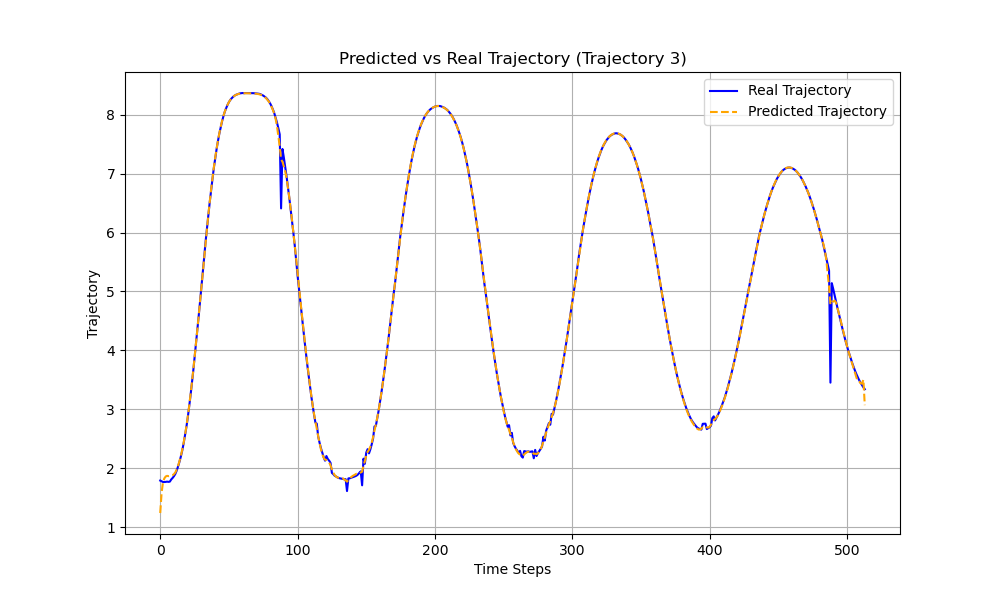 Predicted vs Real Trajectory (Trajectory 3)
Real Trajectory
Predicted Trajectory
Trajectory
8
7
6
5
4
3
2
1
0 100 200 300 400 500
Time Steps